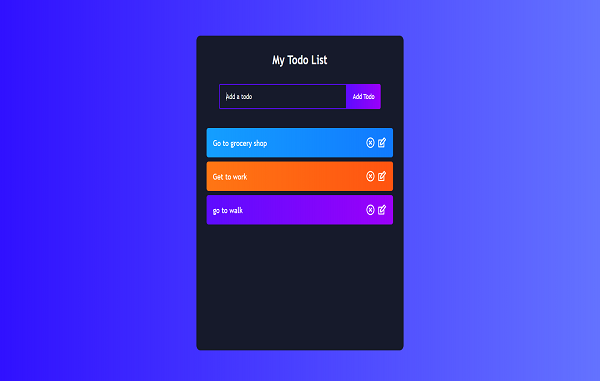 My Todo List
Add a todo
Add Todo
Go to grocery shop
Get to work
go to walk